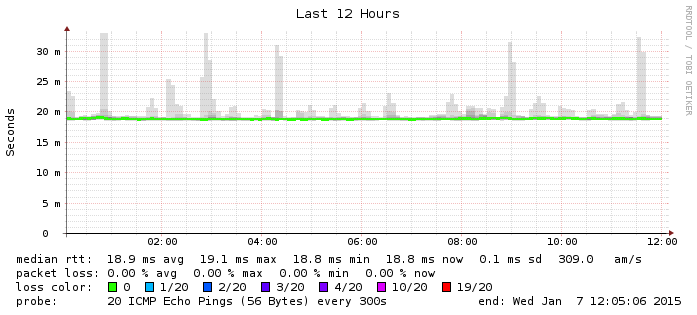 Last 12 Hours
RRDTOOL / TOBI OETIKER
Seconds
30 m
25 m
20 m
15 m
10 m
5 m
0
02:00 04:00 06:00 08:00 10:00 12:00
median rtt: 18.9 ms avg 19.1 ms max 18.8 ms min 18.8 ms now 0.1 ms sd 309.0 am/s
packet loss: 0.00 % avg 0.00 % max 0.00 % min 0.00 % now
loss color: 0 1/20 2/20 3/20 4/20 10/20 19/20
probe: 20 ICMP Echo Pings (56 Bytes) every 300s end: Wed Jan 7 12:05:06 2015